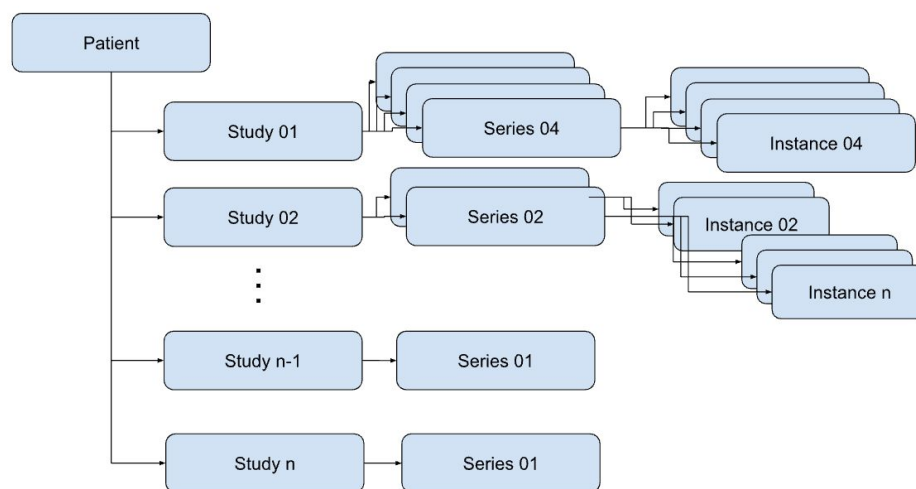 Patient
Study 01
Series 04
Instance 04
Study 02
Series 02
Instance 02
Instance n
Study n-1
Series 01
Study n
Series 01